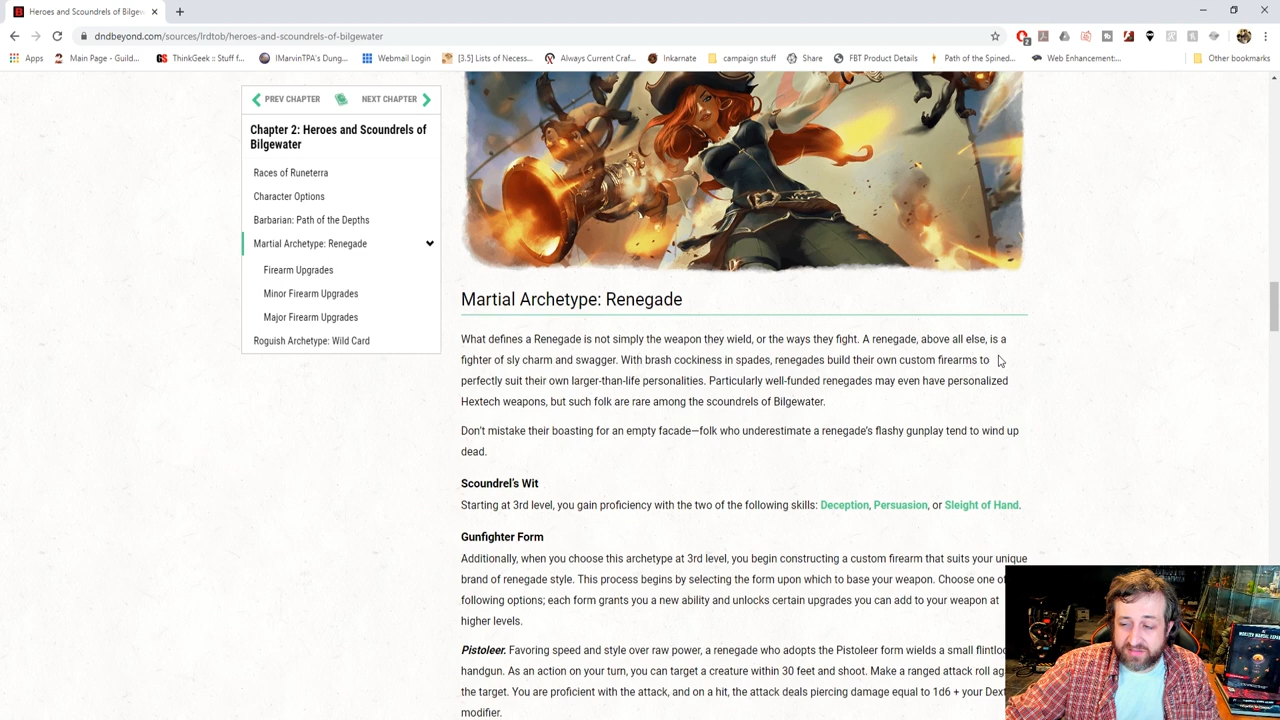 Heroes and Scoundrels of Bilgew
dndbeyond.com/sources/lrdtob/heroes-and-scoundrels-of-bilgewater
Apps
Main Page - Guild...
ThinkGeek :: Stuff f...
IMarvinTPA's Dung...
Webmail Login
[3.5] Lists of Necess...
Always Current Craf...
Inkarnate
campaign stuff
Share
FBT Product Details
Path of the Spined...
Web Enhancement:...
Other bookmarks
PREV CHAPTER
NEXT CHAPTER
Chapter 2: Heroes and Scoundrels of
Bilgewater
Races of Runeterra
Character Options
Barbarian: Path of the Depths
Martial Archetype: Renegade
Firearm Upgrades
Minor Firearm Upgrades
Major Firearm Upgrades
Roguish Archetype: Wild Card
Martial Archetype: Renegade
What defines a Renegade is not simply the weapon they wield, or the ways they fight. A renegade, above all else, is a
fighter of sly charm and swagger. With brash cockiness in spades, renegades build their own custom firearms to
perfectly suit their own larger-than-life personalities. Particularly well-funded renegades may even have personalized
Hextech weapons, but such folk are rare among the scoundrels of Bilgewater.
Don't mistake their boasting for an empty facade—folk who underestimate a renegade's flashy gunplay tend to wind up
dead.
Scoundrel's Wit
Starting at 3rd level, you gain proficiency with the two of the following skills: Deception, Persuasion, or Sleight of Hand.
Gunfighter Form
Additionally, when you choose this archetype at 3rd level, you begin constructing a custom firearm that suits your unique
brand of renegade style. This process begins by selecting the form upon which to base your weapon. Choose one of
following options; each form grants you a new ability and unlocks certain upgrades you can add to your weapon at
higher levels.
Pistoleer. Favoring speed and style over raw power, a renegade who adopts the Pistoleer form wields a small flintlo
handgun. As an action on your turn, you can target a creature within 30 feet and shoot. Make a ranged attack roll ag
the target. You are proficient with the attack, and on a hit, the attack deals piercing damage equal to 1d6 + your Dext
modifier.